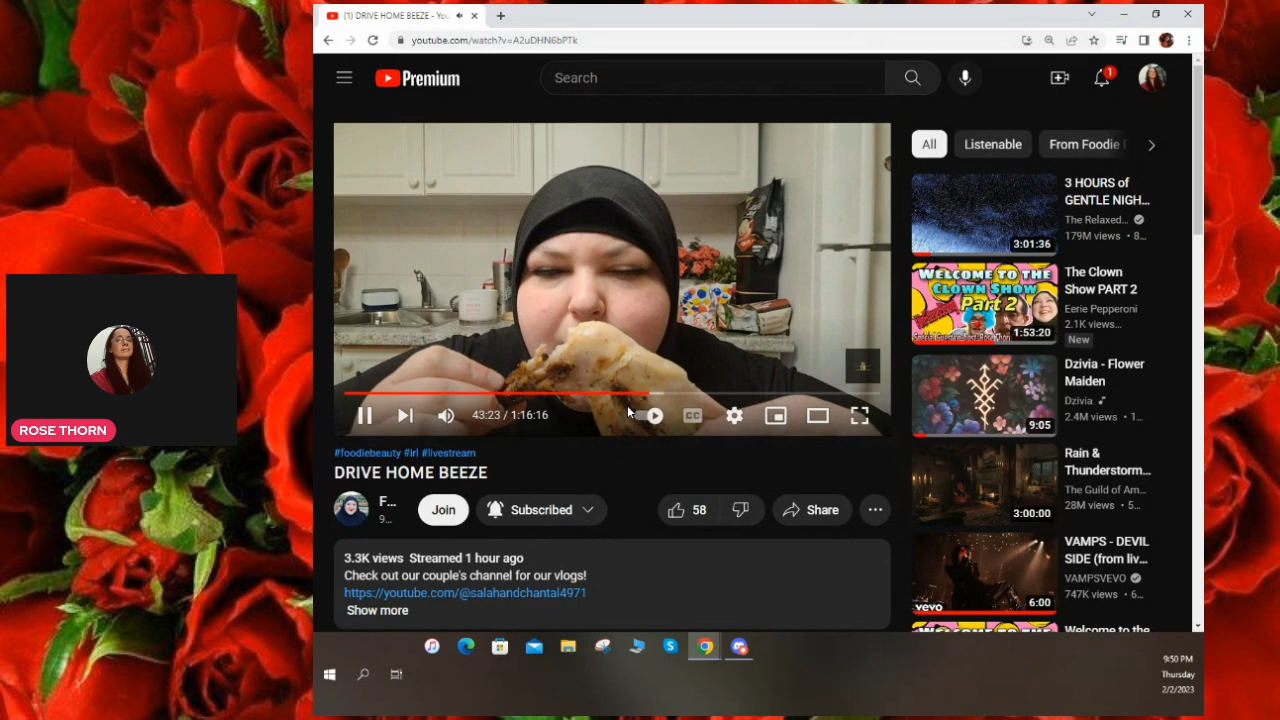 (1) DRIVE HOME BEEZE - Yo
youtube.com/watch?v=A2uDHN6bPTk
Premium
Search
1
All
Listenable
From Foodie
3 HOURS of
GENTLE NIGH...
The Relaxed...
179M views • 8...
3:01:36
WELCOME TO THE
CLOWN SHOW
Part 2
1:53:20
The Clown
Show PART 2
Eerie Pepperoni
2.1K views...
New
Dzivia - Flower
Maiden
Dzivia
2.4M views • 1...
9:05
43:23 / 1:16:16
CC
ROSE THORN
#foodiebeauty #irl #livestream
DRIVE HOME BEEZE
F...
9...
Join
Subscribed
58
Share
Rain &
Thunderstorm...
The Guild of Am...
28M views • 5...
3:00:00
VAMPS - DEVIL
SIDE (from liv...
VAMPSVEVO
747K views • 6...
vevo
6:00
3.3K views Streamed 1 hour ago
Check out our couple's channel for our vlogs!
https://youtube.com/@salahandchantal4971
Show more
Welcome to the
9:50 PM
Thursday
2/2/2023